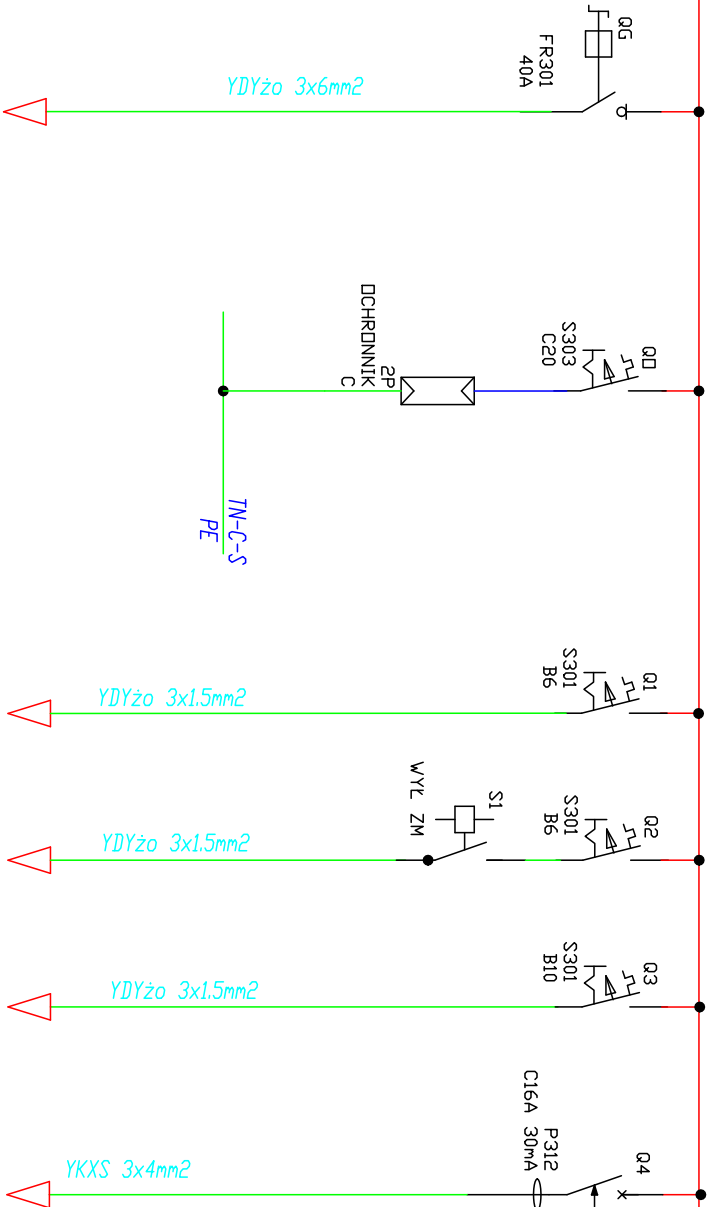 QG
FR301
40A
YDYżo 3x6mm2
QO
S303
C20
2P
OCHRONNIK
C
TN-C-S
PE
Q1
S301
B6
YDYżo 3x1.5mm2
Q2
S301
B6
S1
WYŁ ZM
YDYżo 3x1.5mm2
Q3
S301
B10
YDYżo 3x1.5mm2
Q4
P312
C16A 30mA
YKXS 3x4mm2